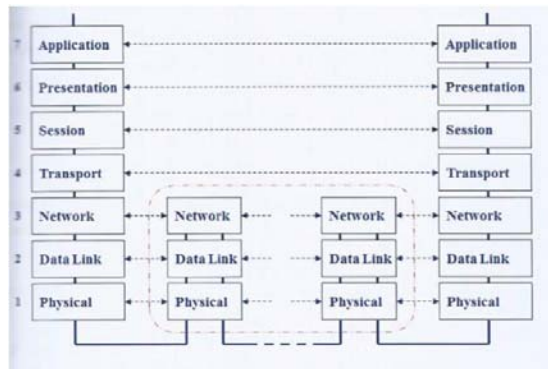 7 Application Application
6 Presentation Presentation
5 Session Session
4 Transport Transport
3 Network Network Network Network
2 Data Link Data Link Data Link Data Link
1 Physical Physical Physical Physical